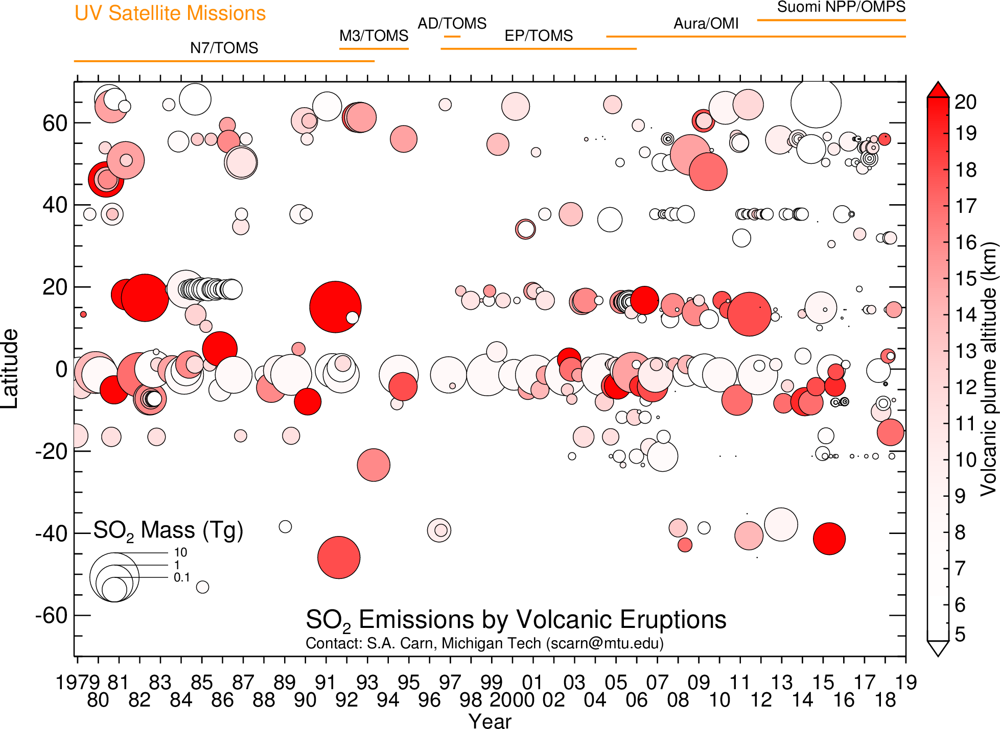 Suomi NPP/OMPS
UV Satellite Missions
AD/TOMS
Aura/OMI
M3/TOMS
EP/TOMS
N7/TOMS
60
40
20
0
-20
-40
-60
Latitude
SO2 Mass (Tg)
10
1
0.1
SO2 Emissions by Volcanic Eruptions
Contact: S.A. Carn, Michigan Tech (scarn@mtu.edu)
1979 81 83 85 87 89 91 93 95 97 99 01 03 05 07 09 11 13 15 17 19
80 82 84 86 88 90 92 94 96 98 2000 02 04 06 08 10 12 14 16 18
Year
20
19
18
17
16
15
14
13
12
11
10
9
8
7
6
5
Volcanic plume altitude (km)